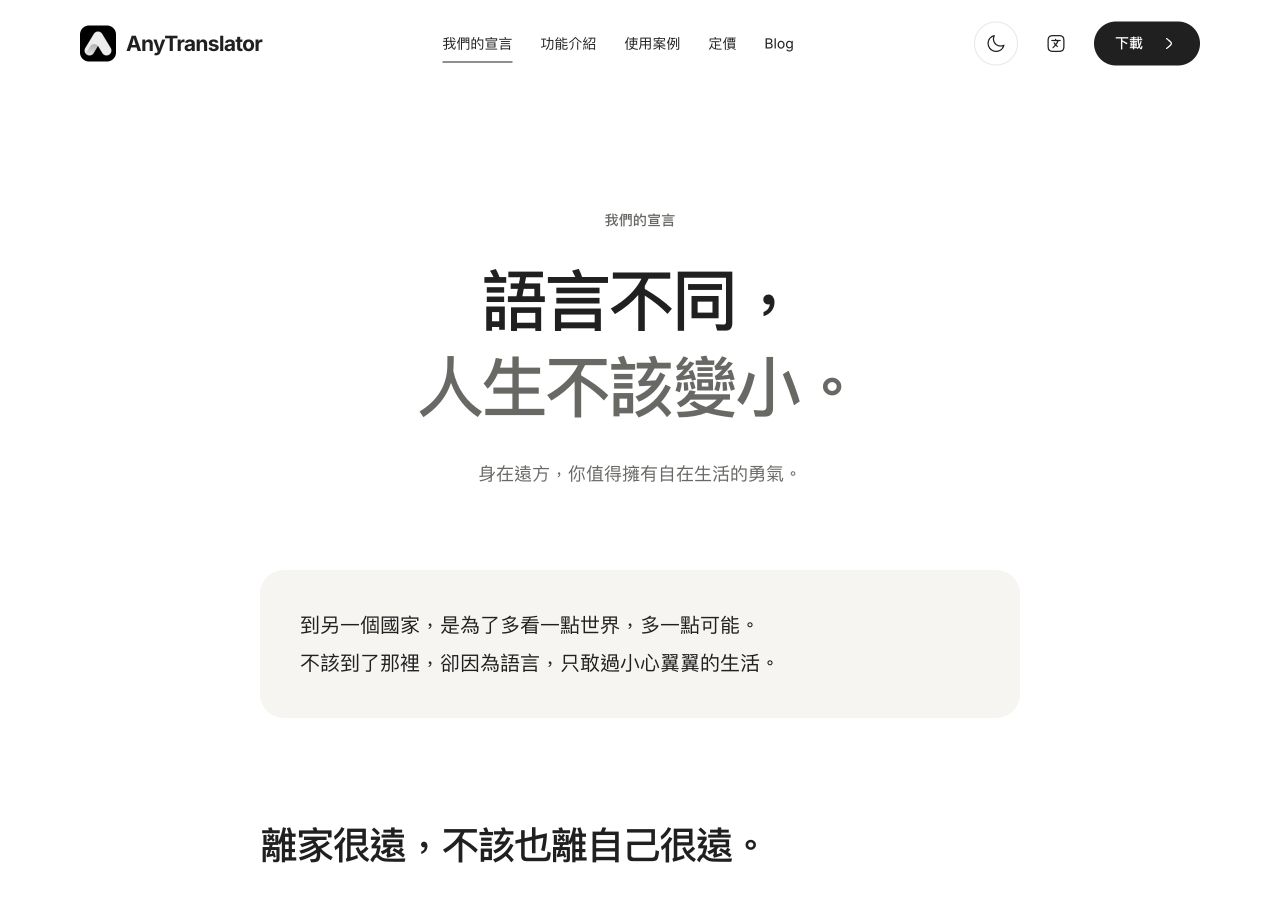 AnyTranslator
我們的宣言
功能介紹
使用案例
定價
Blog
文
下載
我們的宣言
語言不同，
人生不該變小。
身在遠方，你值得擁有自在生活的勇氣。
到另一個國家，是為了多看一點世界，多一點可能。
不該到了那裡，卻因為語言，只敢過小心翼翼的生活。
離家很遠，不該也離自己很遠。